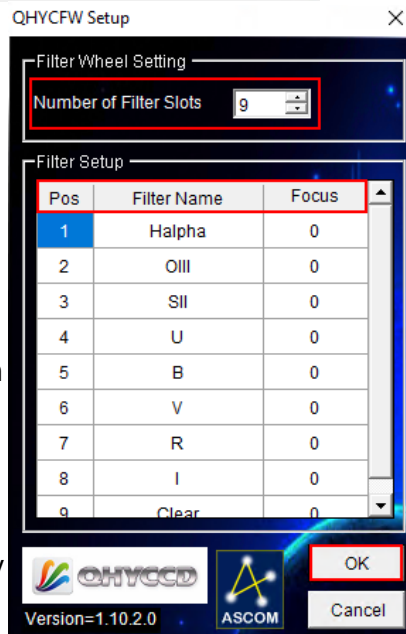 QHYCFW Setup
Filter Wheel Setting
Number of Filter Slots 9
Filter Setup
Pos Filter Name Focus
1 Halpha 0
2 OIII 0
3 SII 0
4 U 0
5 B 0
6 V 0
7 R 0
8 I 0
9 Clear 0
QHYCCD
ASCOM
OK
Version=1.10.2.0
Cancel